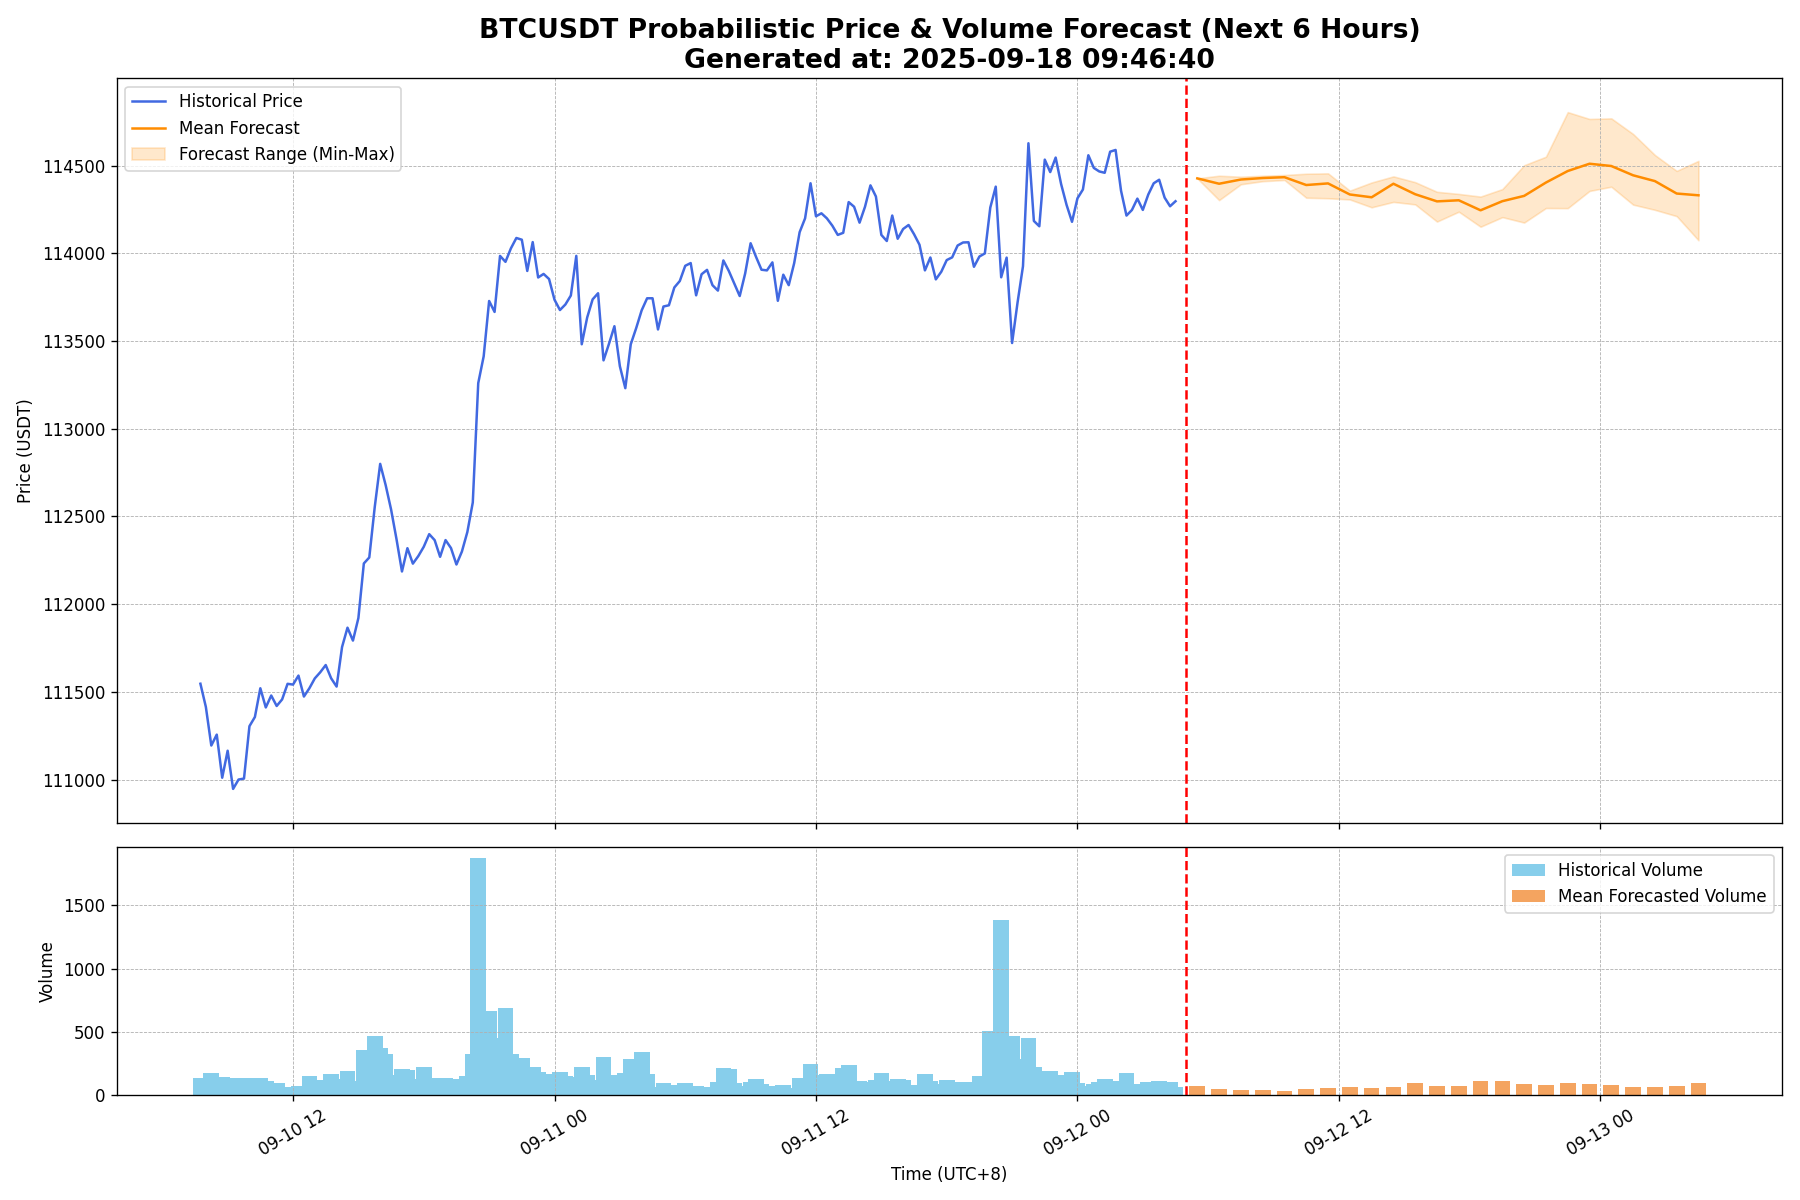 BTCUSDT Probabilistic Price & Volume Forecast (Next 6 Hours)
Generated at: 2025-09-18 09:46:40
Historical Price
Mean Forecast
Forecast Range (Min-Max)
Price (USDT)
114500
114000
113500
113000
112500
112000
111500
111000
Historical Volume
Mean Forecasted Volume
Volume
1500
1000
500
0
09-10 12
09-11 00
09-11 12
09-12 00
09-12 12
09-13 00
Time (UTC+8)